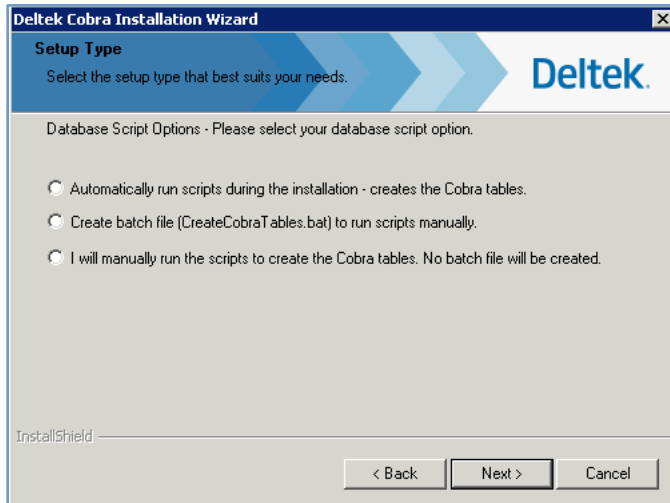 Deltek Cobra Installation Wizard
Setup Type
Select the setup type that best suits your needs.
Deltek.
Database Script Options - Please select your database script option.
Automatically run scripts during the installation - creates the Cobra tables.
Create batch file (CreateCobraTables.bat) to run scripts manually.
I will manually run the scripts to create the Cobra tables. No batch file will be created.
InstallShield
< Back
Next >
Cancel